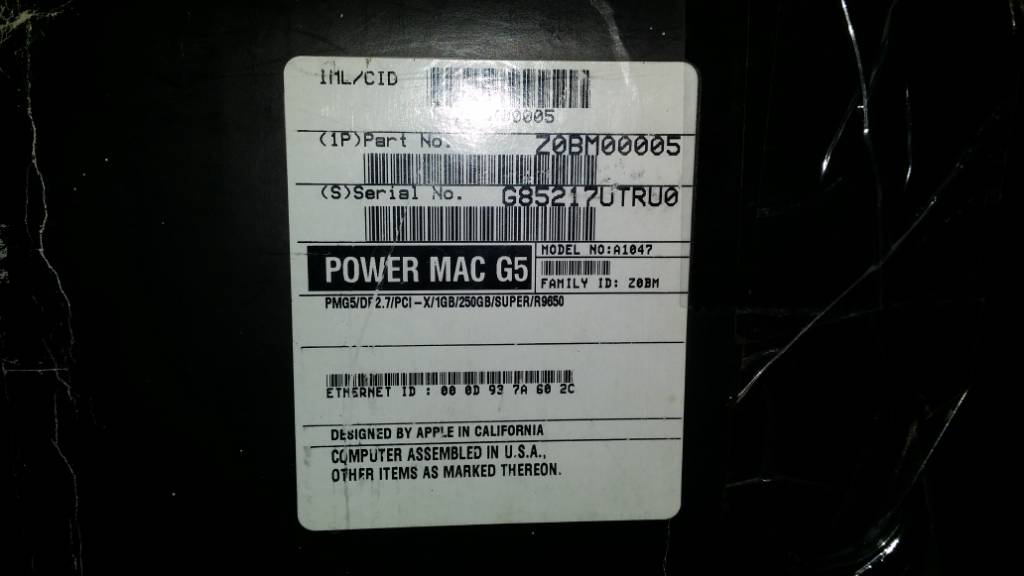 IML/CID
0005
(1P)Part No. Z0BM00005
(S)Serial No. G85217UTRU0
POWER MAC G5
MODEL NO:A1047
FAMILY ID: Z0BM
PMG5/DP2.7/PCI-X/1GB/250GB/SUPER/R9650
ETHERNET ID : 00 0D 93 7A 60 2C
DESIGNED BY APPLE IN CALIFORNIA
COMPUTER ASSEMBLED IN U.S.A.,
OTHER ITEMS AS MARKED THEREON.